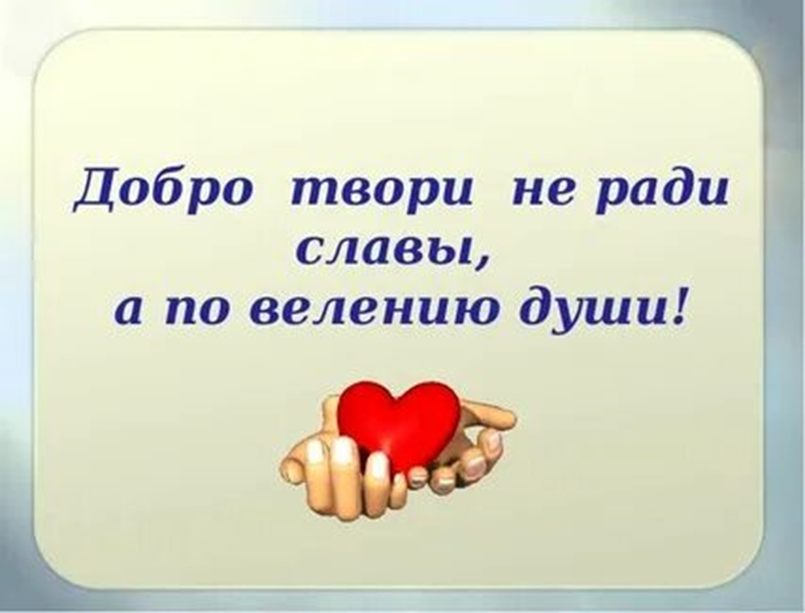 Добро твори не ради
славы,
а по велению души!